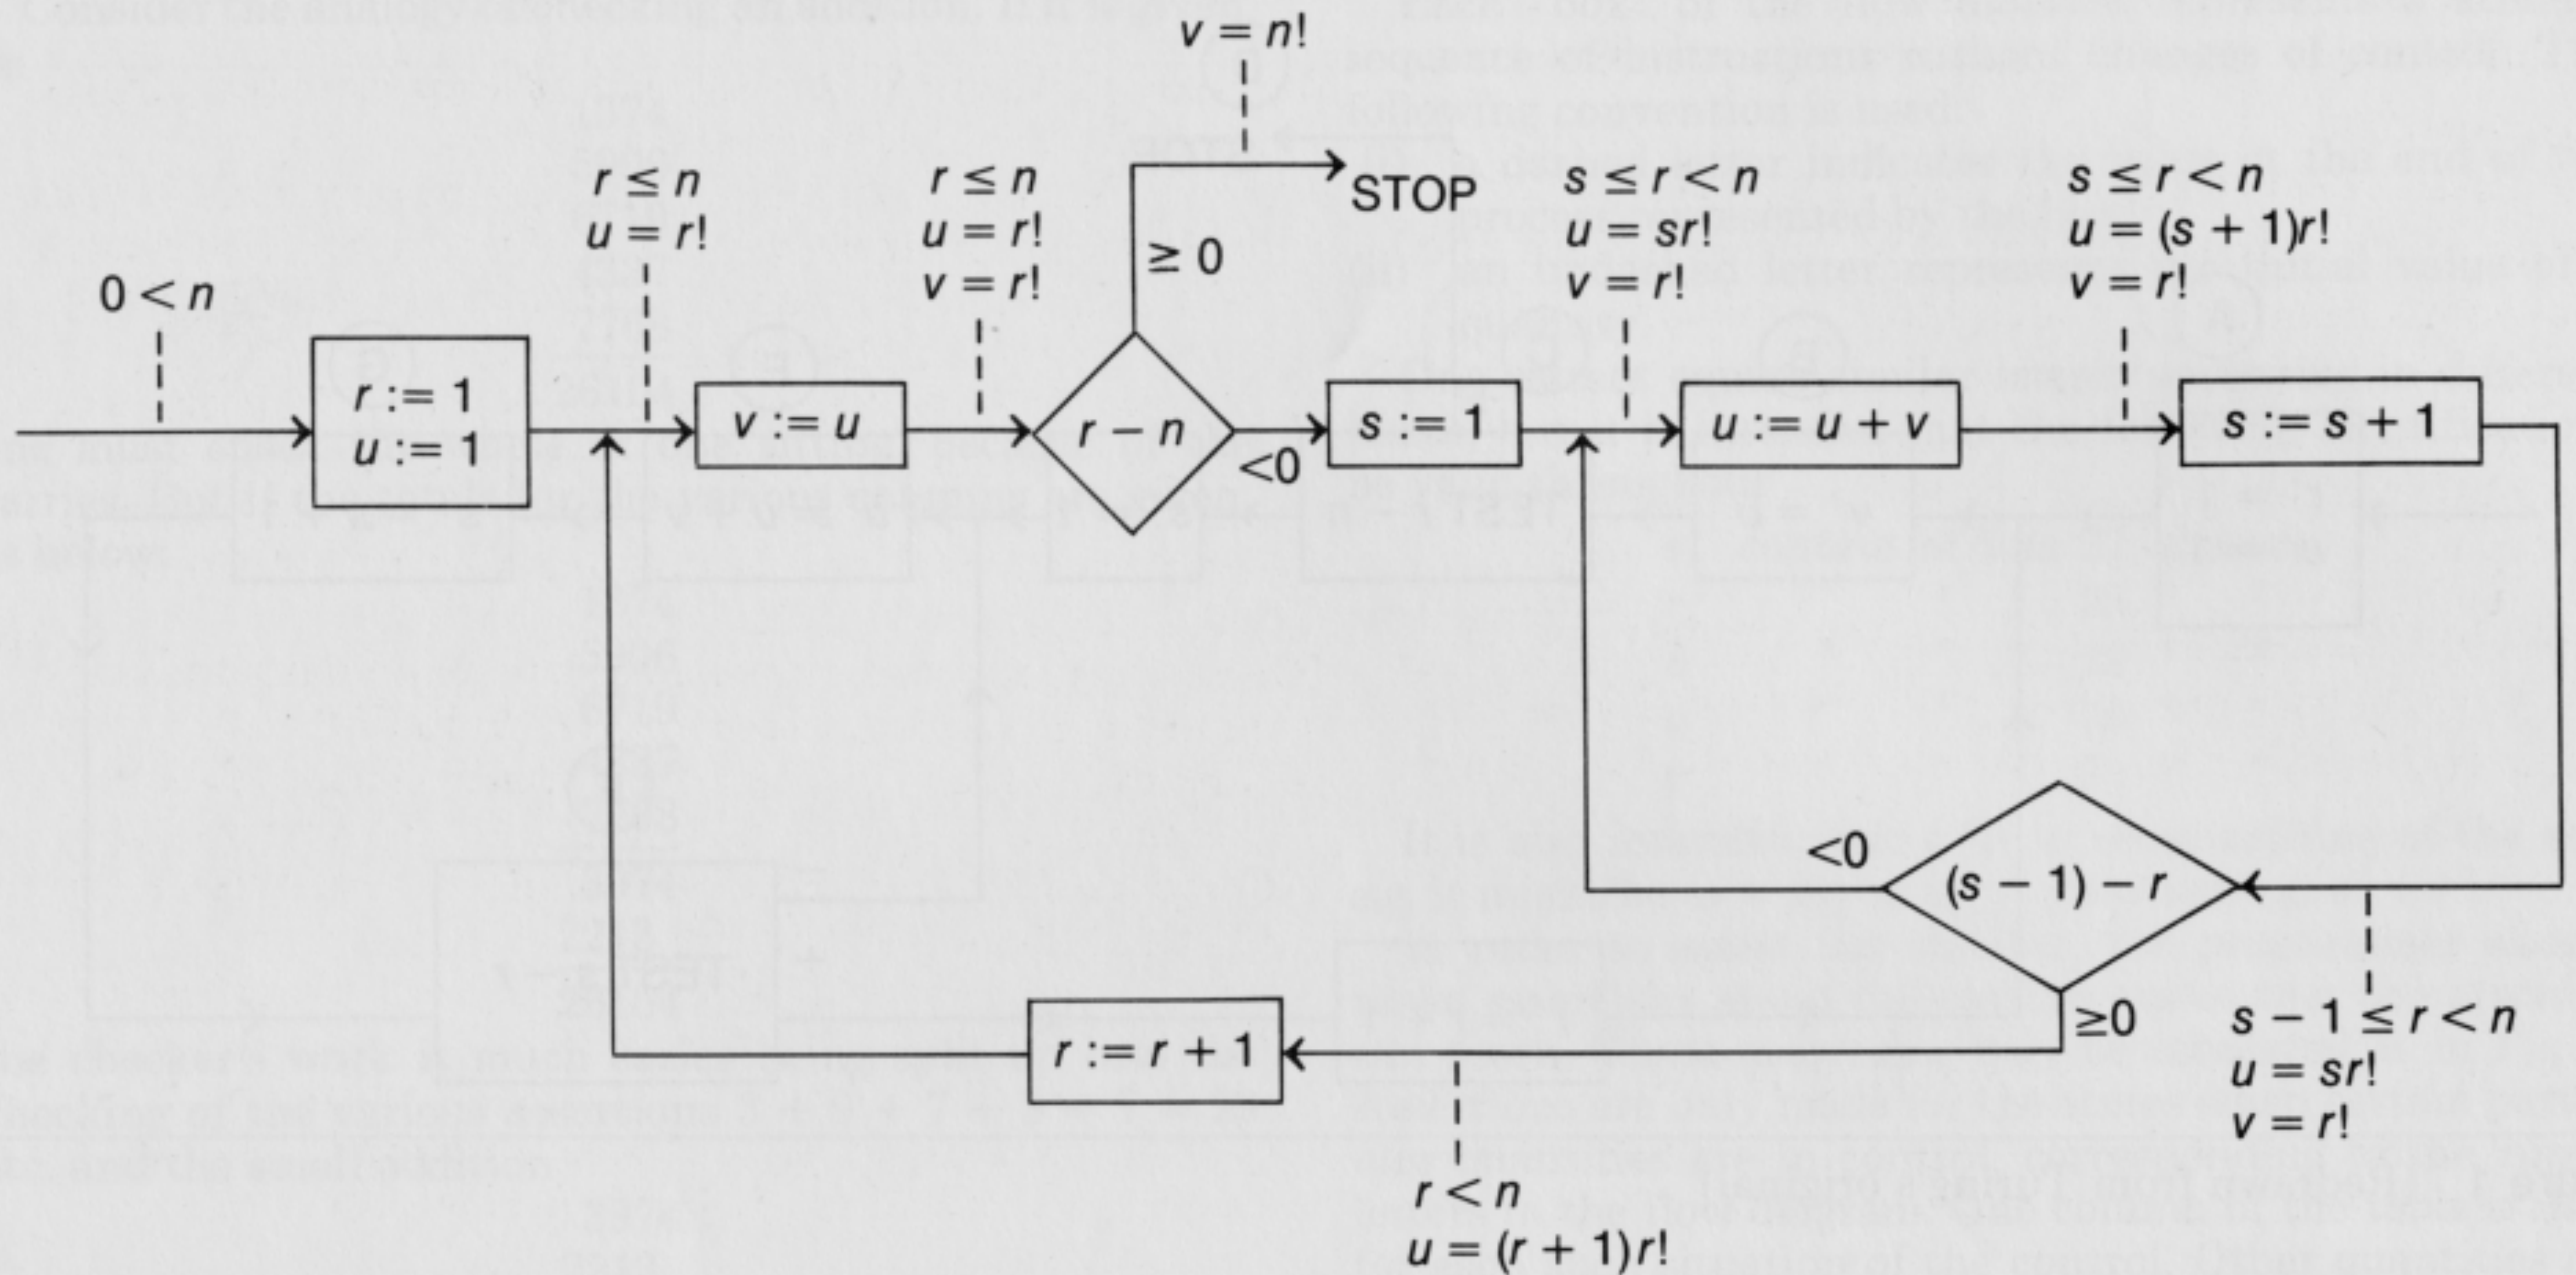 v = n!
STOP
≥ 0
0 < n
r := 1
u := 1
r ≤ n
u = r!
v := u
r ≤ n
u = r!
v = r!
r − n
<0
s := 1
s ≤ r < n
u = sr!
v = r!
u := u + v
s ≤ r < n
u = (s + 1)r!
v = r!
s := s + 1
(s − 1) − r
<0
≥0
s − 1 ≤ r < n
u = sr!
v = r!
r := r + 1
r < n
u = (r + 1)r!